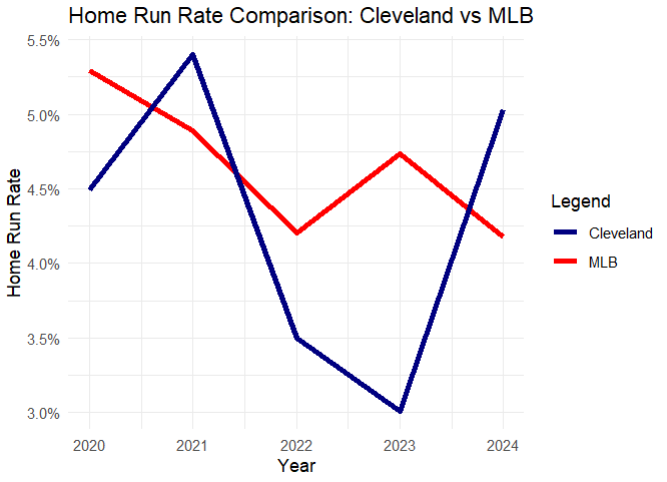 Home Run Rate Comparison: Cleveland vs MLB
5.5%
5.0%
4.5%
4.0%
3.5%
3.0%
Home Run Rate
2020 2021 2022 2023 2024
Year
Legend
Cleveland
MLB